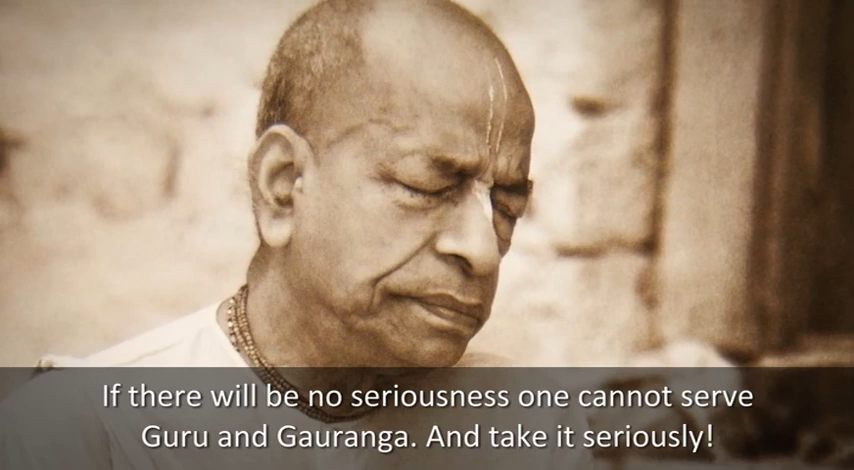 If there will be no seriousness one cannot serve
Guru and Gauranga. And take it seriously!